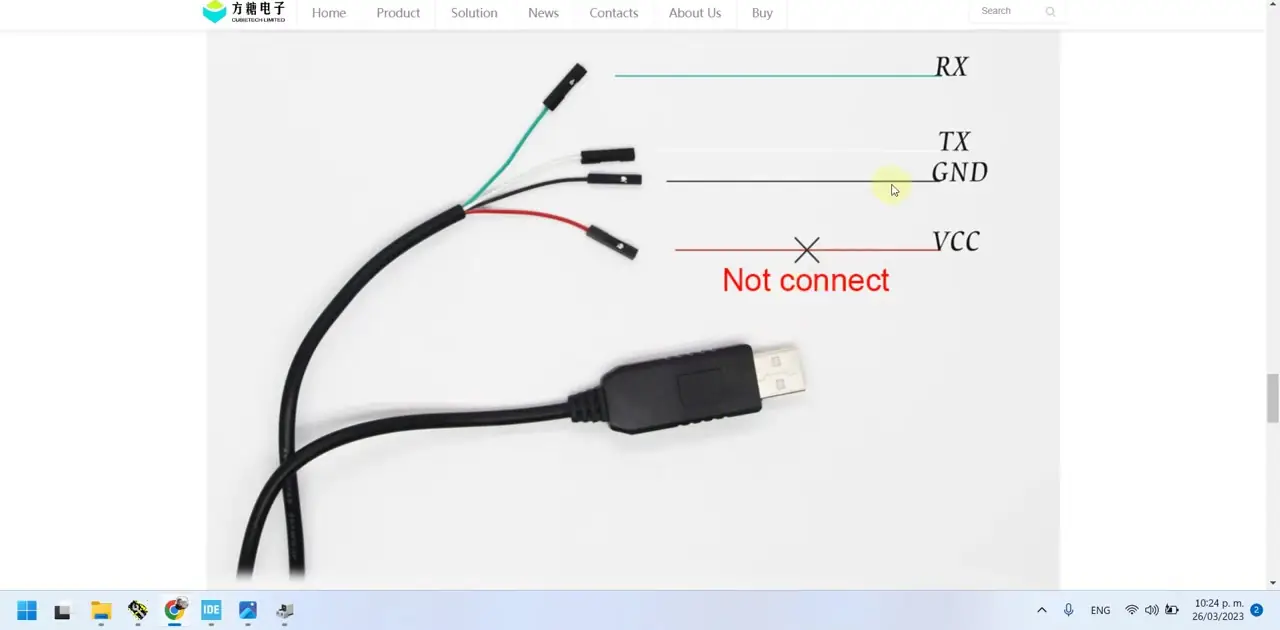 方糖电子
CUBIETECH LIMITED
Home
Product
Solution
News
Contacts
About Us
Buy
Search
RX
TX
GND
VCC
Not connect
IDE
ENG
10:24 p. m.
26/03/2023
2